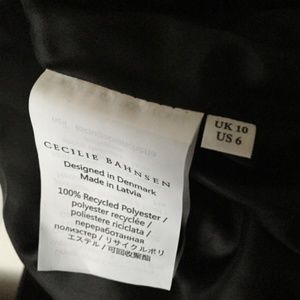 CECILIE BAHNSEN
Designed in Denmark
Made in Latvia
100% Recycled Polyester /
polyester recyclée /
poliestere riciclata /
переработанная
полиэстер / リサイクルポリ
エステル / 可回收聚酯
UK 10
US 6